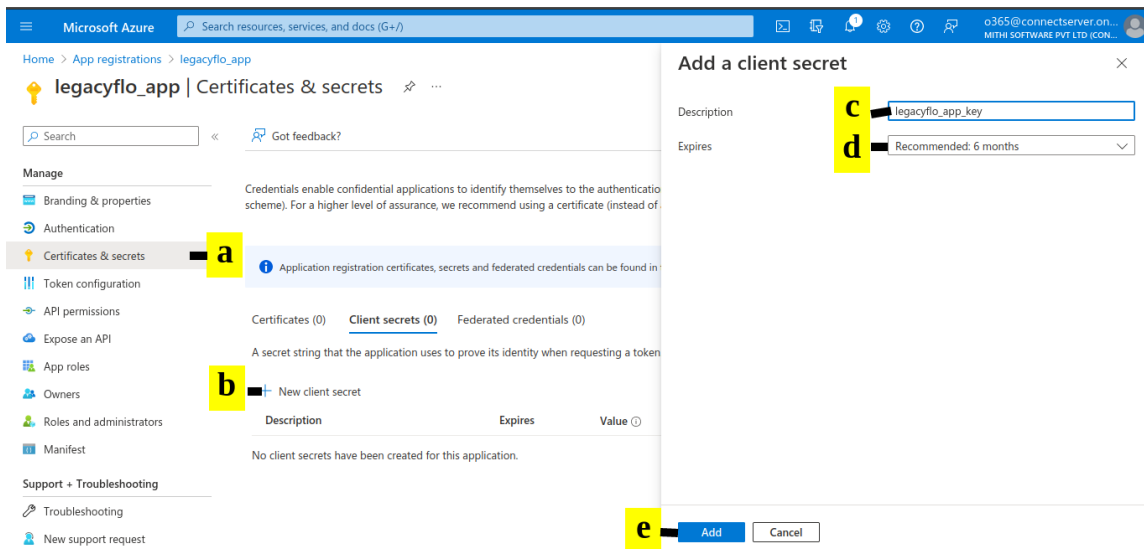 Microsoft Azure
Search resources, services, and docs (G+/)
1
o365@connectserver.on...
MITHI SOFTWARE PVT LTD (CON...
Home > App registrations > legacyflo_app
legacyflo_app | Certificates & secrets
...
Search
«
Got feedback?
Manage
Branding & properties
Authentication
Certificates & secrets
a
Token configuration
API permissions
Expose an API
App roles
Owners
Roles and administrators
Manifest
Support + Troubleshooting
Troubleshooting
New support request
Credentials enable confidential applications to identify themselves to the authenticatio
scheme). For a higher level of assurance, we recommend using a certificate (instead of
Application registration certificates, secrets and federated credentials can be found in
Certificates (0) Client secrets (0) Federated credentials (0)
A secret string that the application uses to prove its identity when requesting a token
b
+ New client secret
Description Expires Value
No client secrets have been created for this application.
Add a client secret
Description
c
legacyflo_app_key
Expires
d
Recommended: 6 months
e
Add Cancel